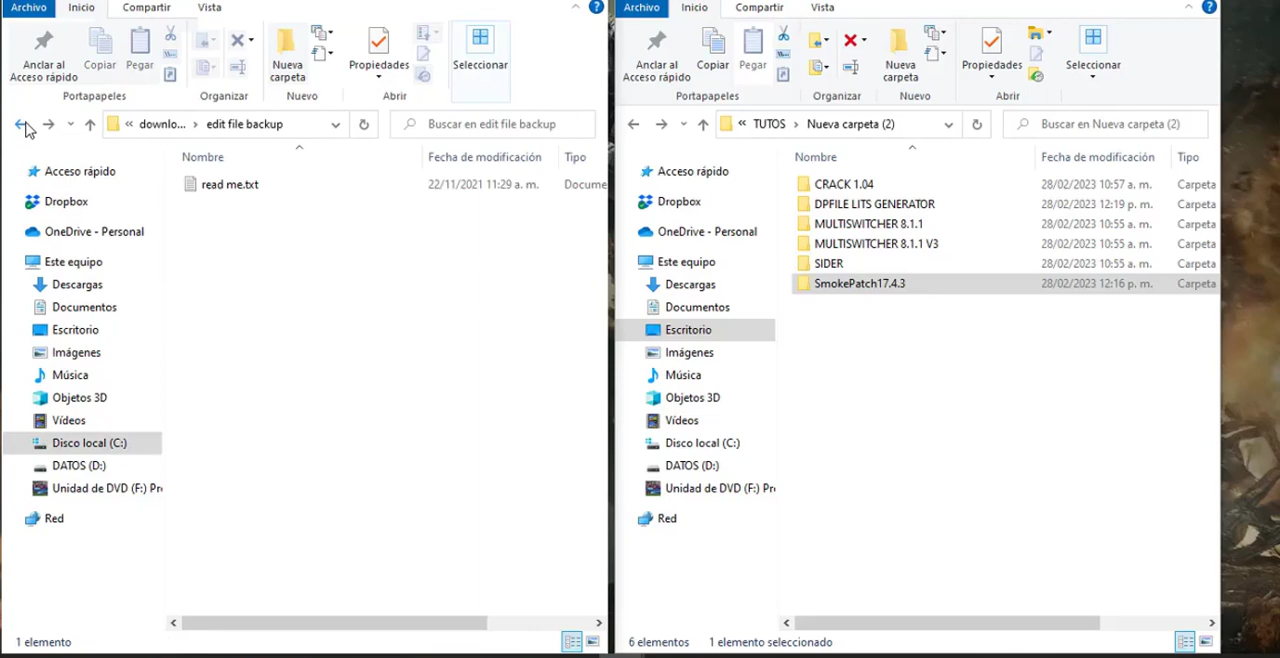 Archivo Inicio Compartir Vista
Anclar al Acceso rápido
Copiar
Pegar
Nueva carpeta
Propiedades
Seleccionar
Portapapeles Organizar Nuevo Abrir
« downlo... › edit file backup
Buscar en edit file backup
Nombre Fecha de modificación Tipo
read me.txt 22/11/2021 11:29 a. m. Docume
Acceso rápido
Dropbox
OneDrive - Personal
Este equipo
Descargas
Documentos
Escritorio
Imágenes
Música
Objetos 3D
Vídeos
Disco local (C:)
DATOS (D:)
Unidad de DVD (F:) Pr
Red
1 elemento
Archivo Inicio Compartir Vista
Anclar al Acceso rápido
Copiar
Pegar
Nueva carpeta
Propiedades
Seleccionar
Portapapeles Organizar Nuevo Abrir
« TUTOS › Nueva carpeta (2)
Buscar en Nueva carpeta (2)
Nombre Fecha de modificación Tipo
CRACK 1.04 28/02/2023 10:57 a. m. Carpeta
DPFILE LITS GENERATOR 28/02/2023 12:19 p. m. Carpeta
MULTISWITCHER 8.1.1 28/02/2023 10:55 a. m. Carpeta
MULTISWITCHER 8.1.1 V3 28/02/2023 10:55 a. m. Carpeta
SIDER 28/02/2023 10:55 a. m. Carpeta
SmokePatch17.4.3 28/02/2023 12:16 p. m. Carpeta
Acceso rápido
Dropbox
OneDrive - Personal
Este equipo
Descargas
Documentos
Escritorio
Imágenes
Música
Objetos 3D
Vídeos
Disco local (C:)
DATOS (D:)
Unidad de DVD (F:) Pr
Red
6 elementos 1 elemento seleccionado